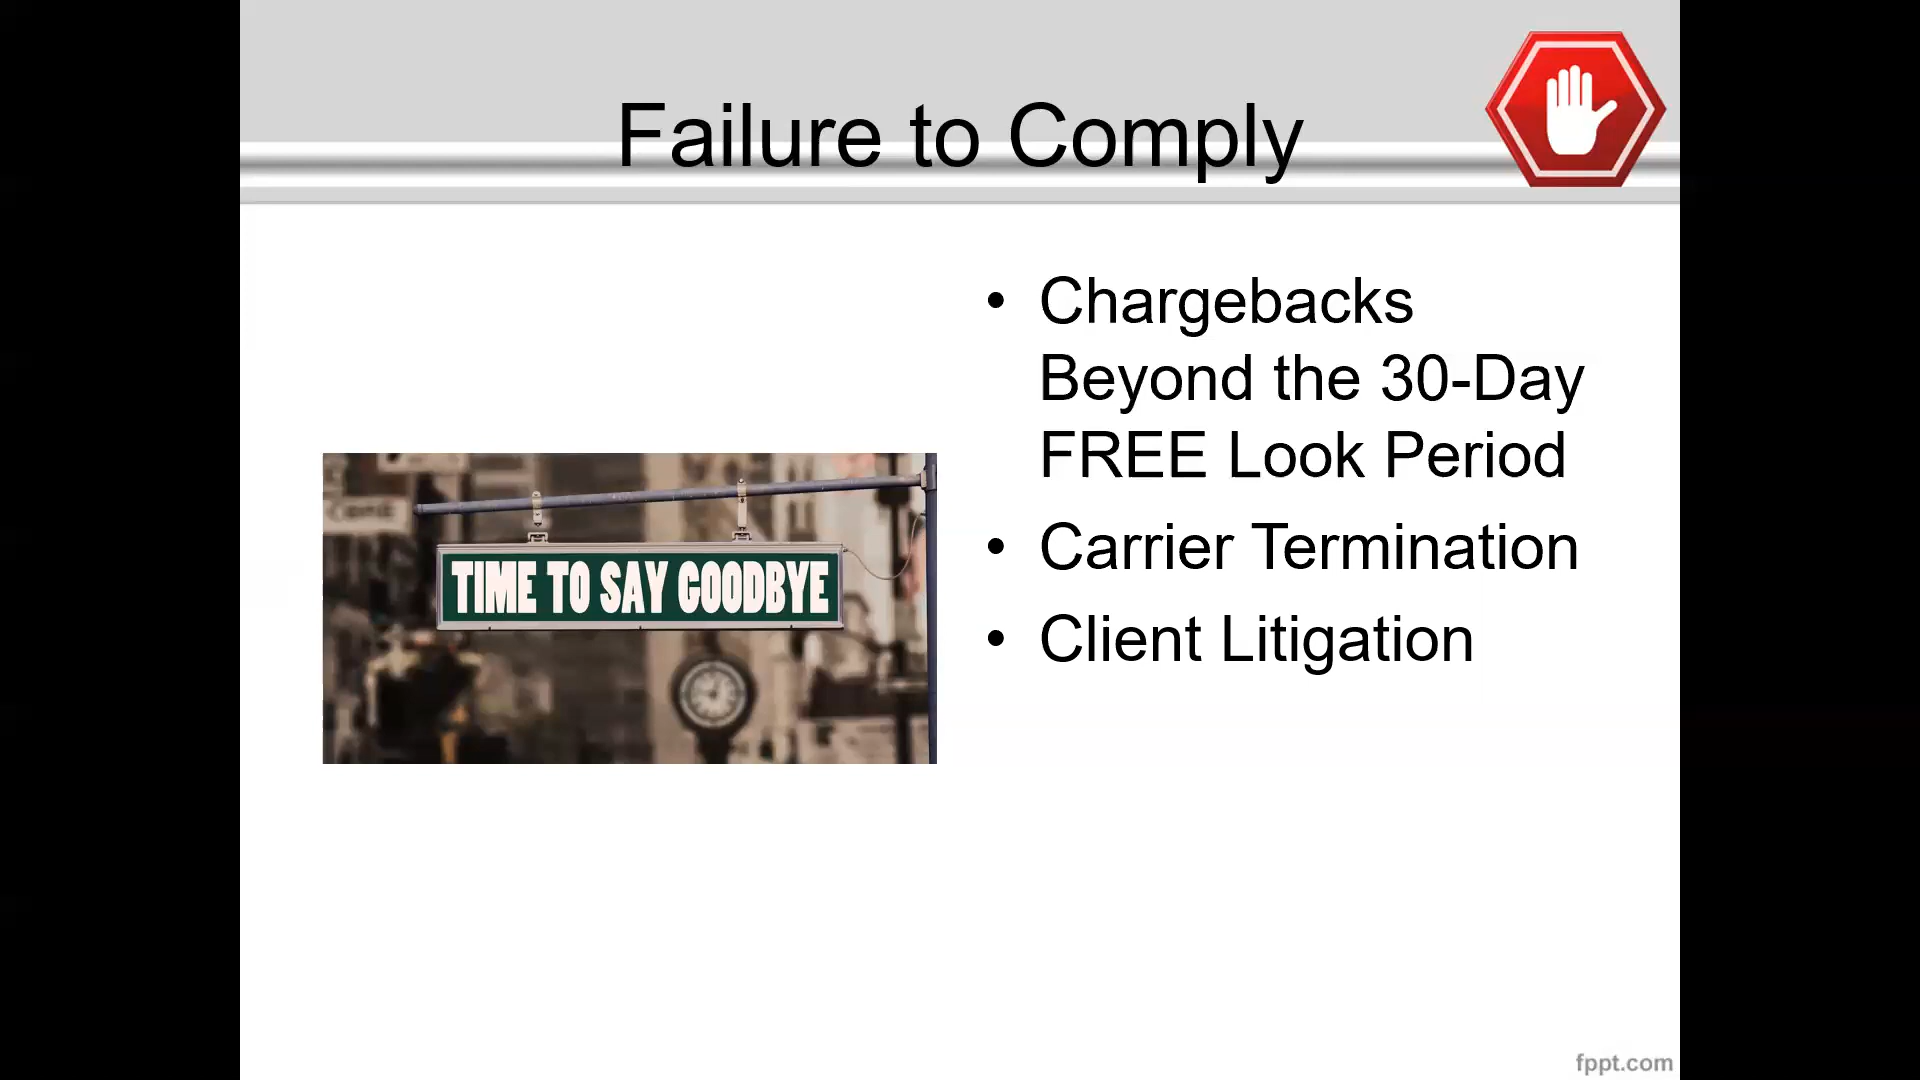 Failure to Comply
• Chargebacks
Beyond the 30-Day
FREE Look Period
• Carrier Termination
• Client Litigation
TIME TO SAY GOODBYE
fppt.com